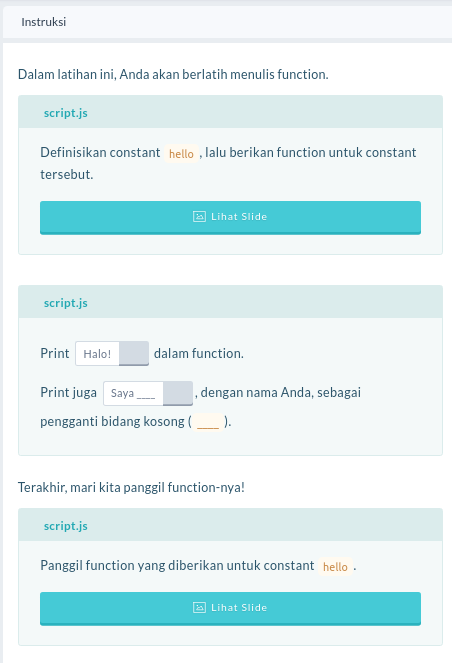 Instruksi
Dalam latihan ini, Anda akan berlatih menulis function.
script.js
Definisikan constant hello , lalu berikan function untuk constant
tersebut.
Lihat Slide
script.js
Print Halo! dalam function.
Print juga Saya ____ , dengan nama Anda, sebagai
pengganti bidang kosong ( ____ ).
Terakhir, mari kita panggil function-nya!
script.js
Panggil function yang diberikan untuk constant hello .
Lihat Slide